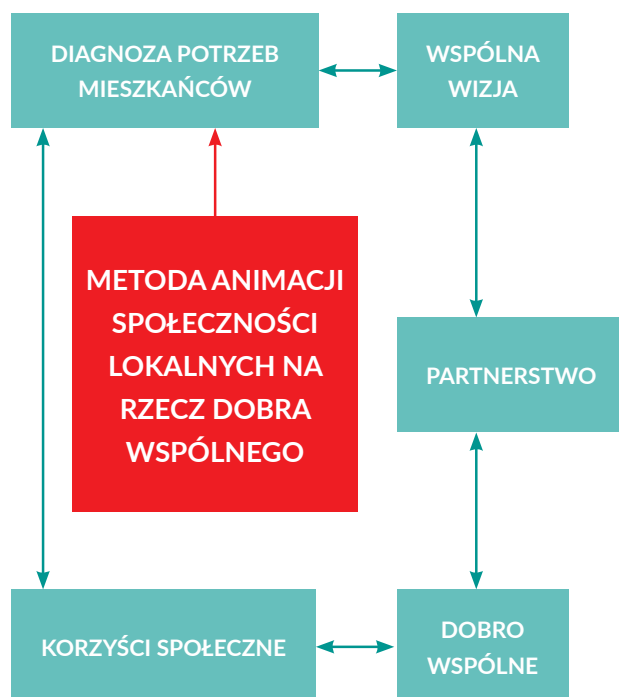 DIAGNOZA POTRZEB
MIESZKAŃCÓW
WSPÓLNA
WIZJA
METODA ANIMACJI
SPOŁECZNOŚCI
LOKALNYCH NA
RZECZ DOBRA
WSPÓLNEGO
PARTNERSTWO
KORZYŚCI SPOŁECZNE
DOBRO
WSPÓLNE